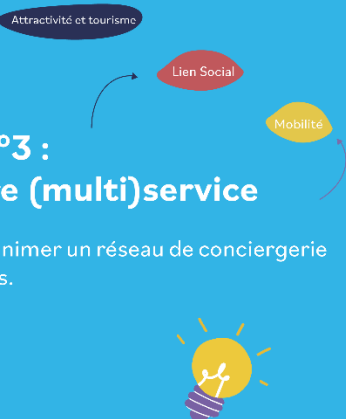 Attractivité et tourisme
Lien Social
Mobilité
°3 :
e (multi)service
nimer un réseau de conciergerie
s.